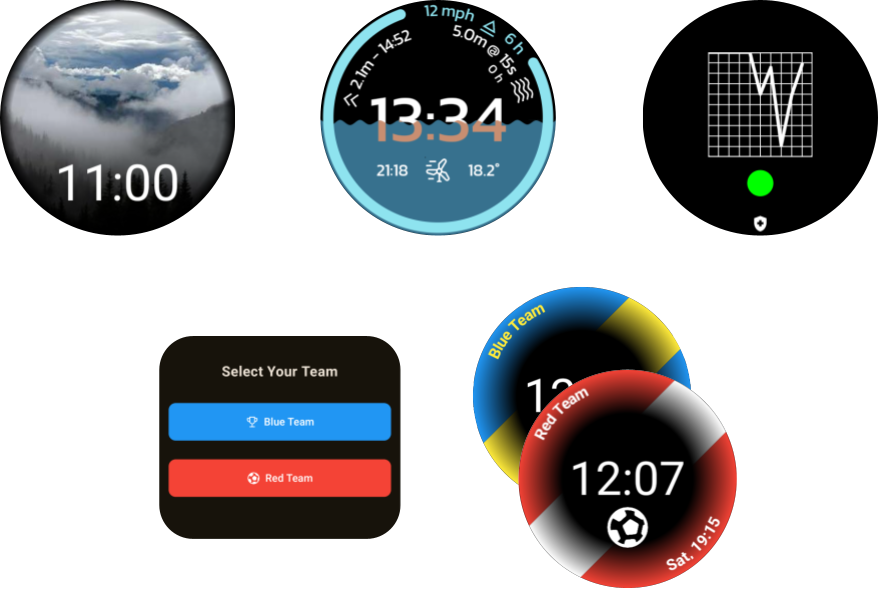 11:00
12 mph
6 h
5.0m@15s
0 h
2.1m - 14:52
13:34
21:18
18.2°
Select Your Team
Blue Team
Red Team
Blue Team
Red Team
12:07
Sat, 19:15